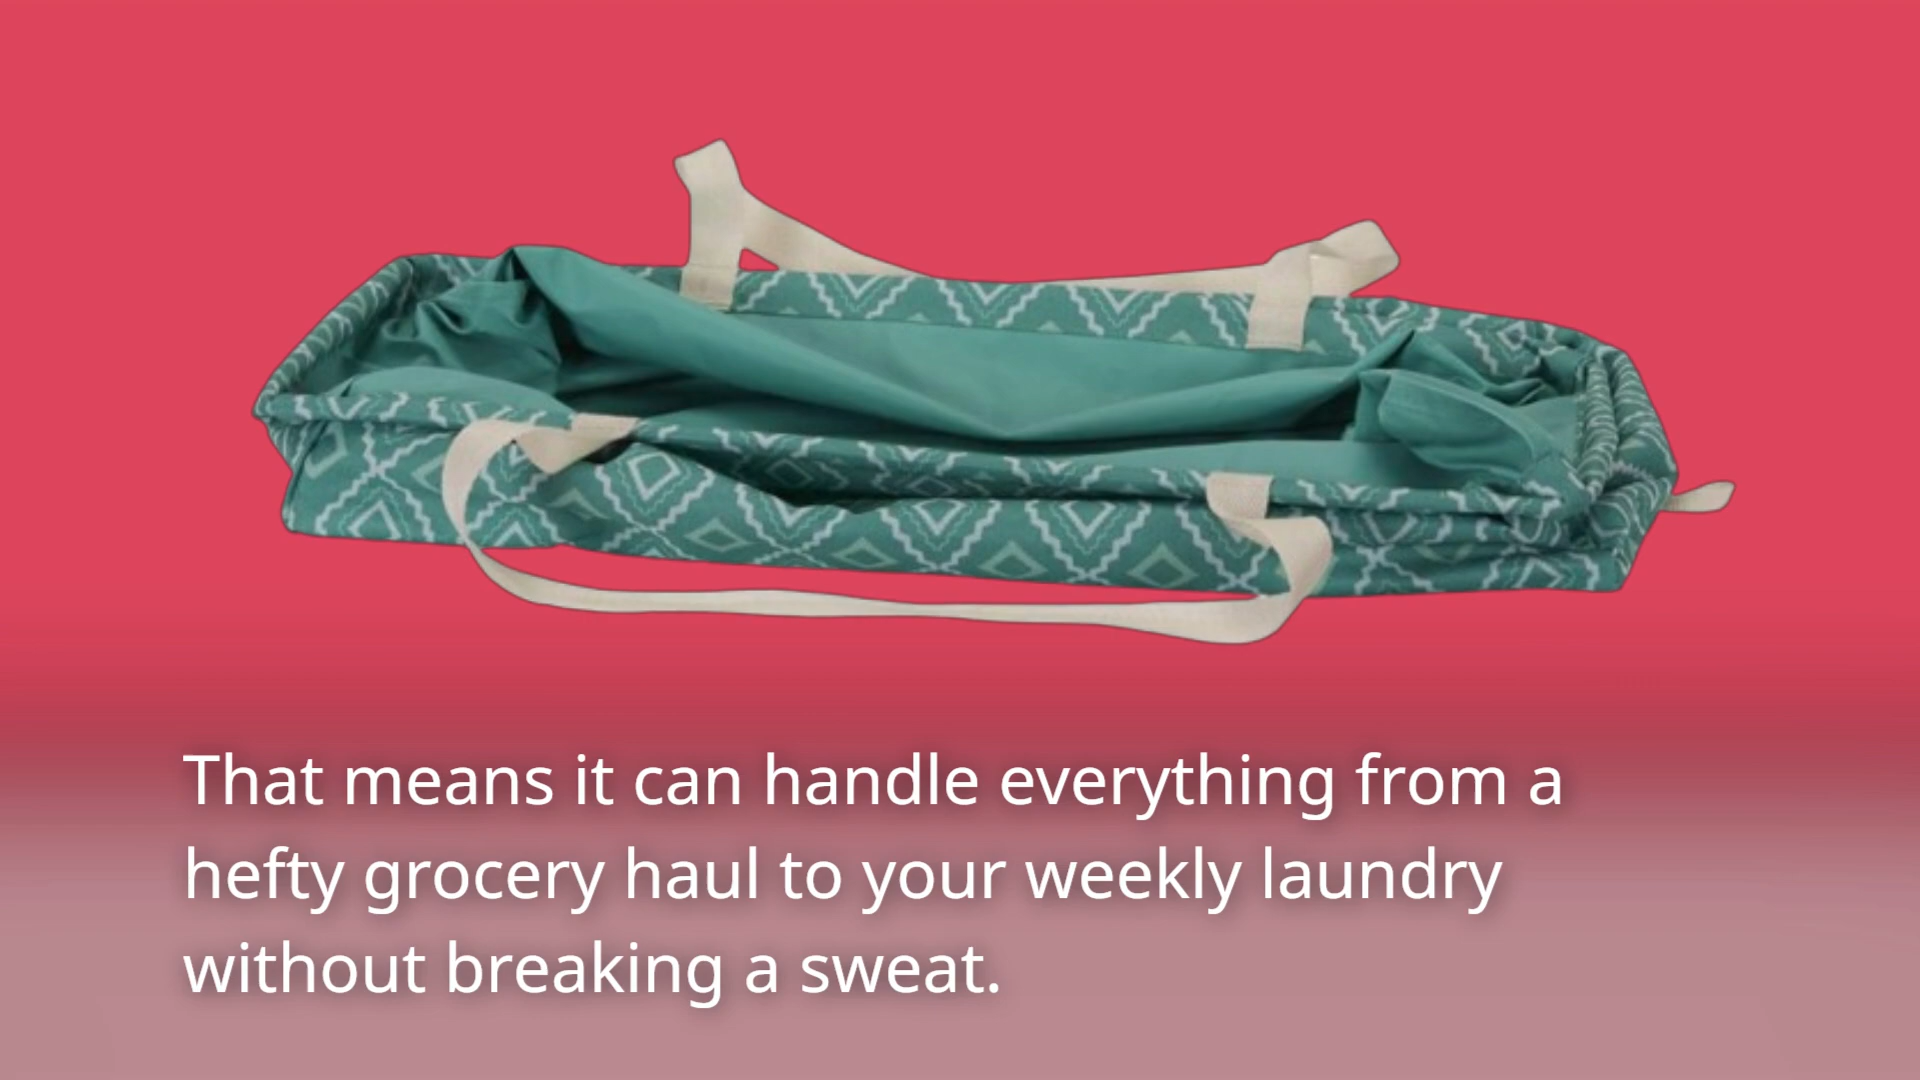 That means it can handle everything from a
hefty grocery haul to your weekly laundry
without breaking a sweat.